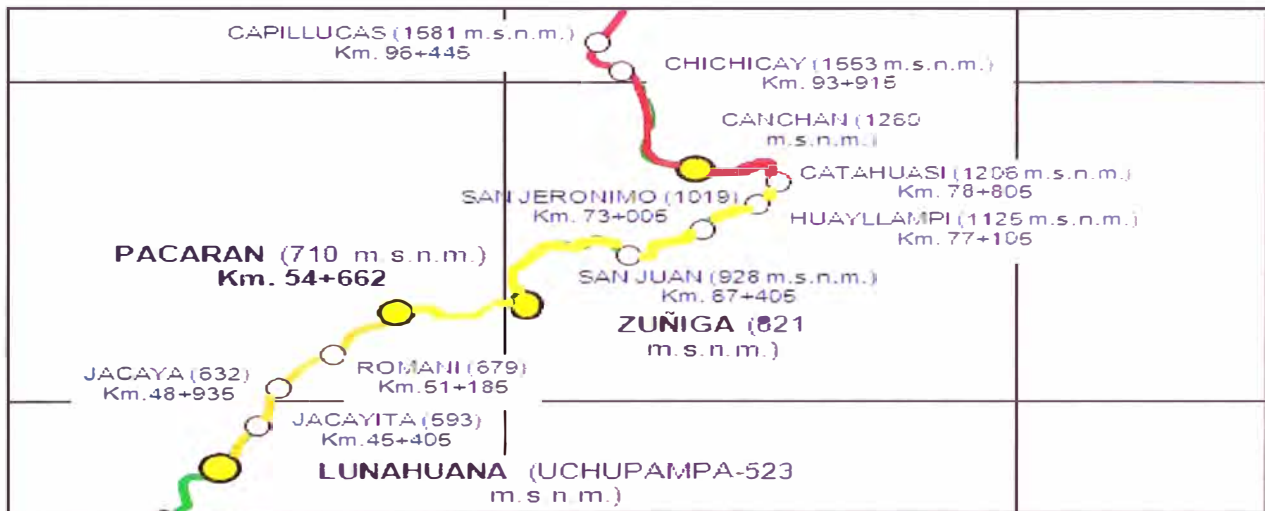 CAPILLUCAS (1581 m.s.n.m.)
Km. 96+445
CHICHICAY (1553 m.s.n.m.)
Km. 93+915
CANCHAN (1260
m.s.n.m.)
CATAHUASI (1206 m.s.n.m.)
Km. 78+805
SAN JERONIMO (1019)
Km. 73+005
HUAYLLAMPI (1125 m.s.n.m.)
Km. 77+105
PACARAN (710 m.s.n.m.)
Km. 54+662
SAN JUAN (928 m.s.n.m.)
Km. 67+405
ZUÑIGA (821
m.s.n.m.)
JACAYA (632)
Km.48+935
ROMANI (679)
Km.51+185
JACAYITA (593)
Km.45+405
LUNAHUANA (UCHUPAMPA-523
m.s.n.m.)